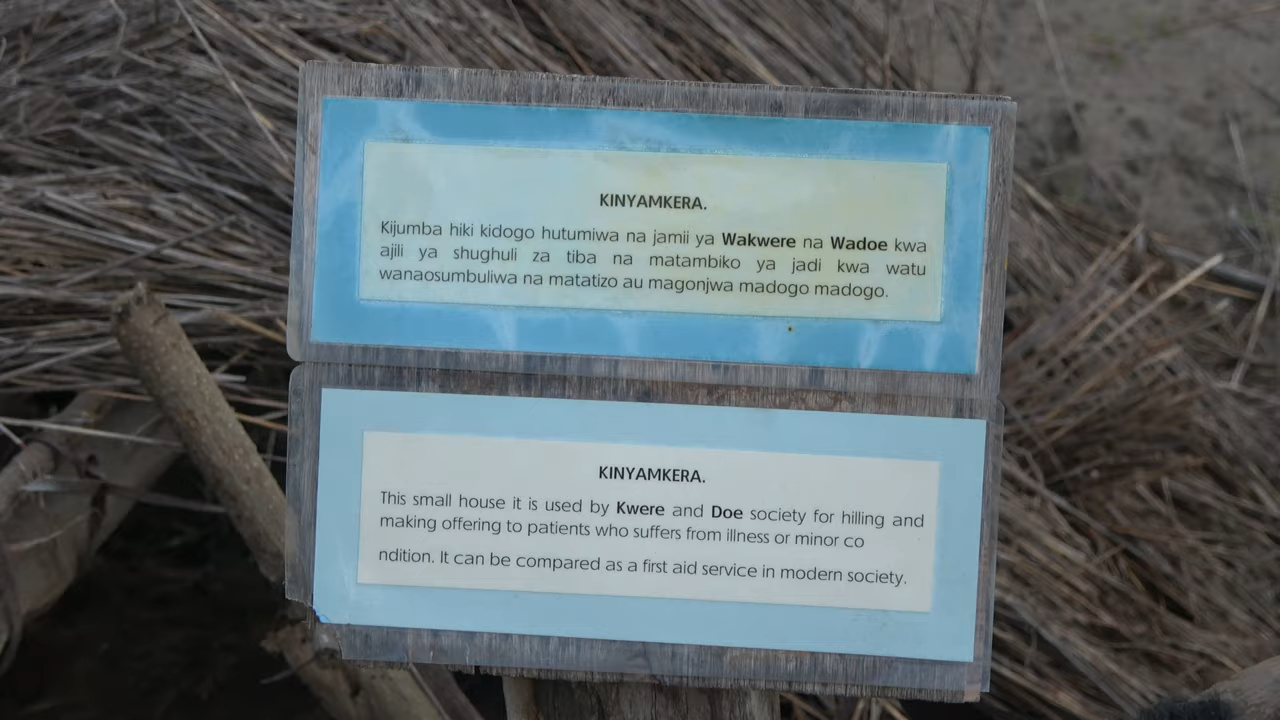 KINYAMKERA.
Kijumba hiki kidogo hutumiwa na jamii ya Wakwere na Wadoe kwa
ajili ya shughuli za tiba na matambiko ya jadi kwa watu
wanaosumbuliwa na matatizo au magonjwa madogo madogo.
KINYAMKERA.
This small house it is used by Kwere and Doe society for hilling and
making offering to patients who suffers from illness or minor co
ndition. It can be compared as a first aid service in modern society.